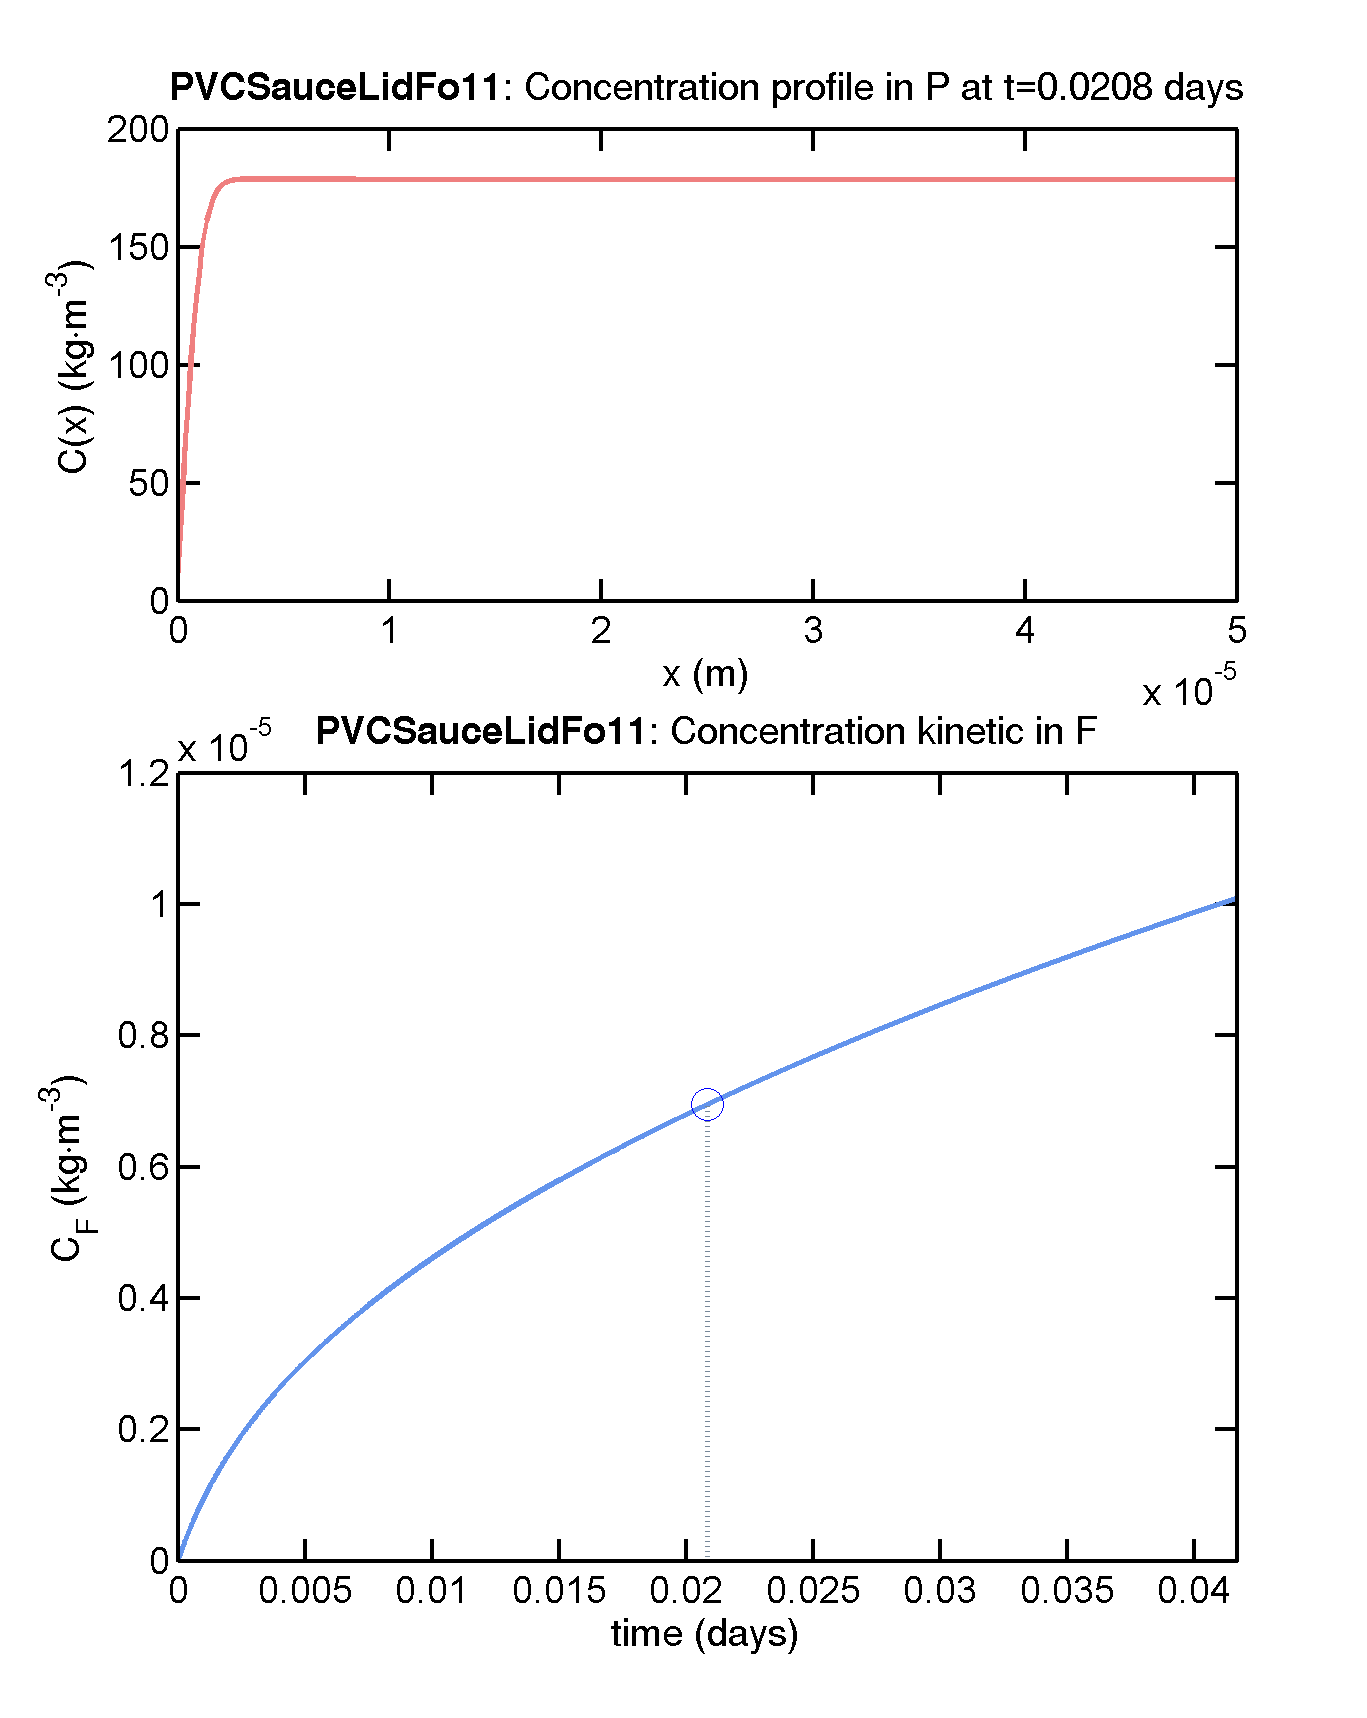 PVCSauceLidFo11: Concentration profile in P at t=0.0208 days
200
150
100
50
0
C(x) (kg·m-3)
0 1 2 3 4 5
x (m)
x 10-5
PVCSauceLidFo11: Concentration kinetic in F
x 10-5
1.2
1
0.8
0.6
0.4
0.2
0
CF (kg·m-3)
0 0.005 0.01 0.015 0.02 0.025 0.03 0.035 0.04
time (days)